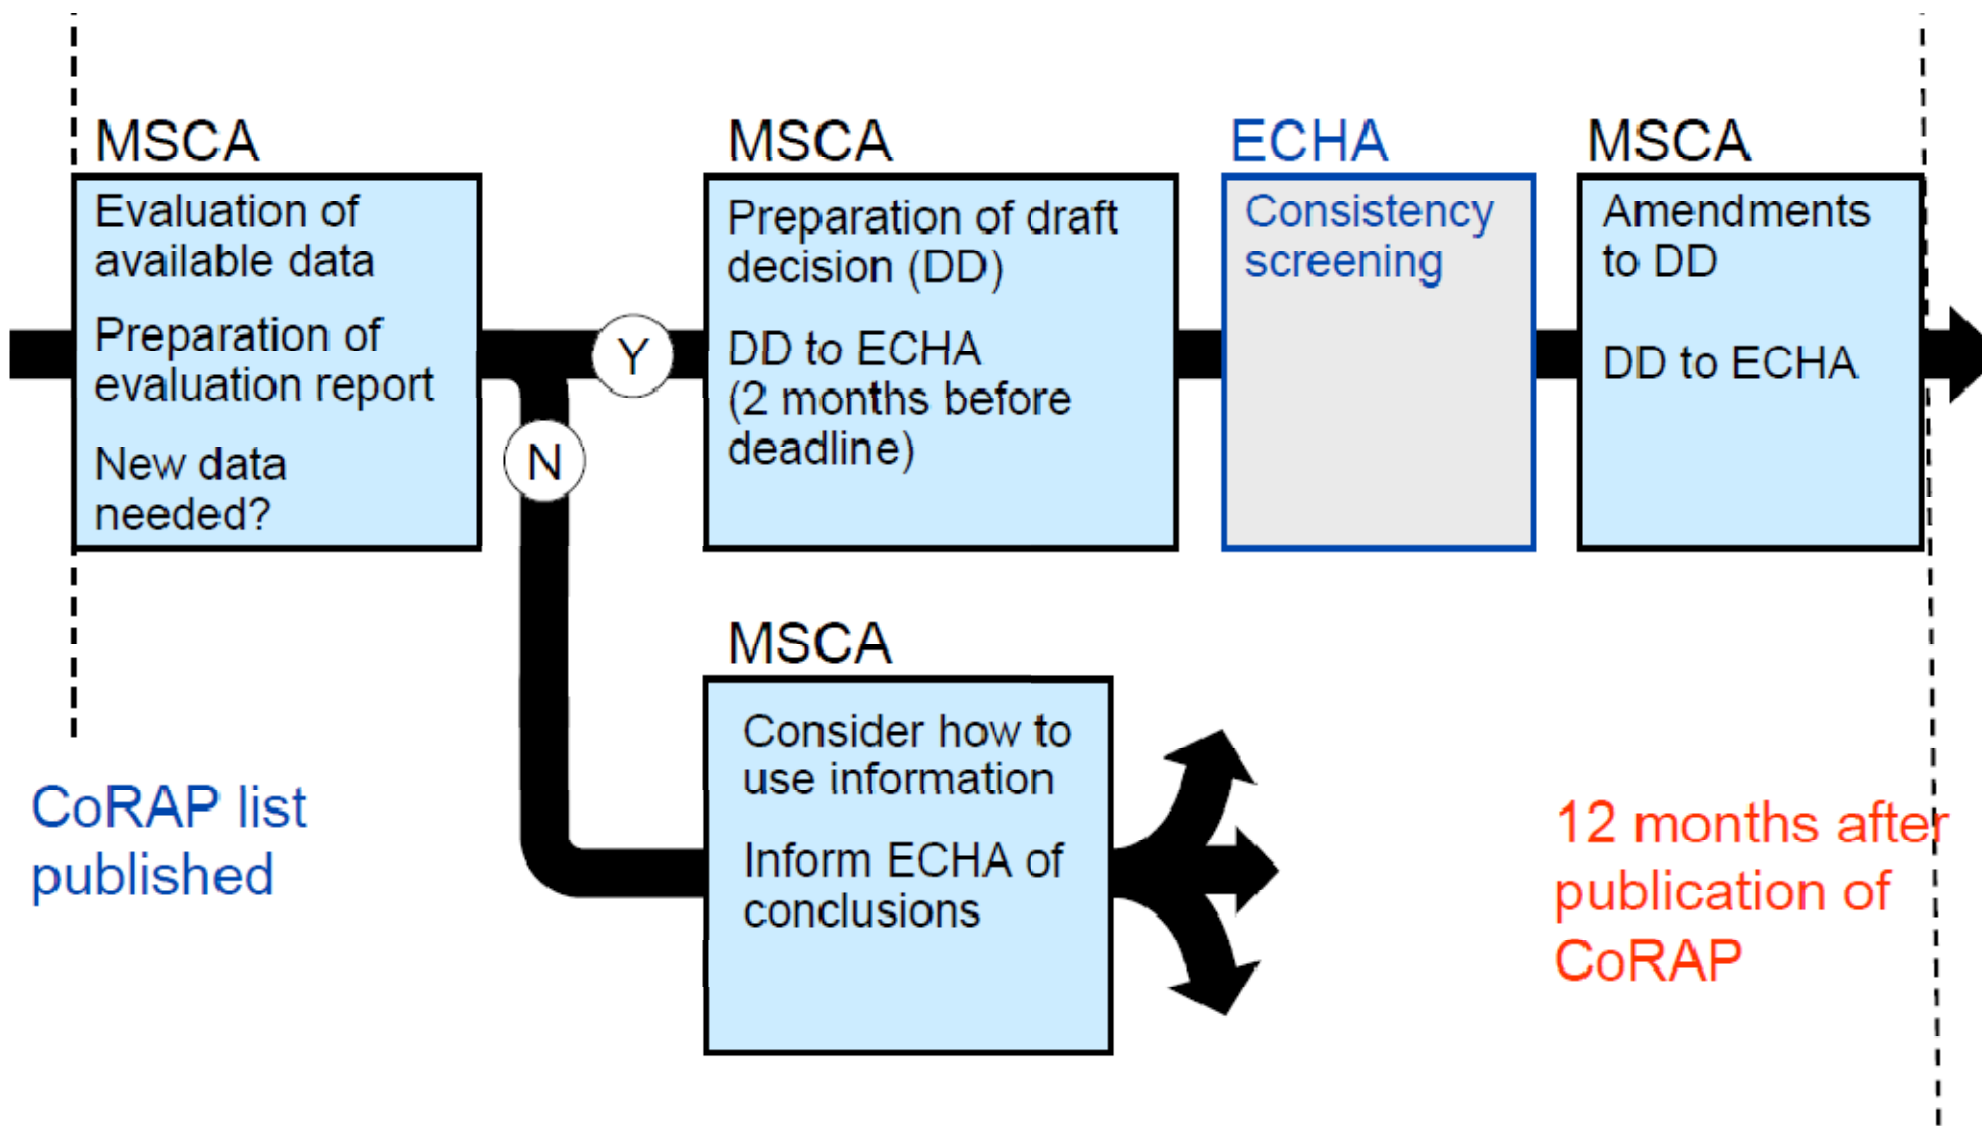 MSCA
Evaluation of
available data
Preparation of
evaluation report
New data
needed?
Y
N
MSCA
Preparation of draft
decision (DD)
DD to ECHA
(2 months before
deadline)
ECHA
Consistency
screening
MSCA
Amendments
to DD
DD to ECHA
MSCA
Consider how to
use information
Inform ECHA of
conclusions
CoRAP list
published
12 months after
publication of
CoRAP